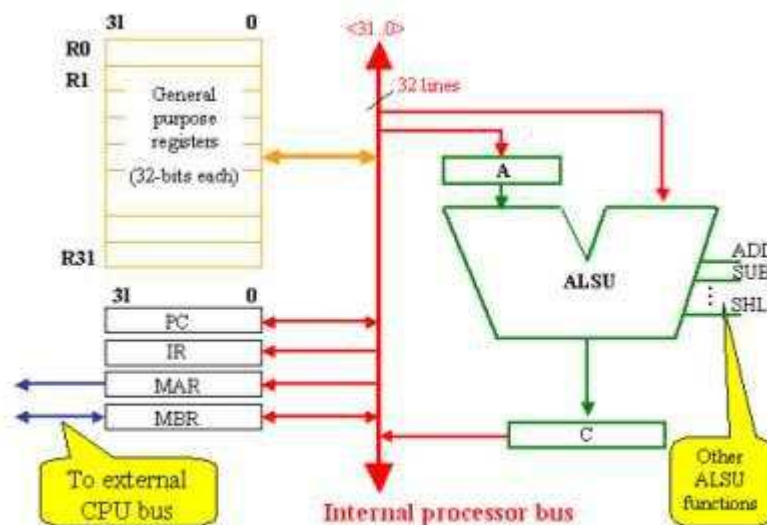 31 0
<31..0>
R0
R1
General
purpose
registers
(32-bits each)
R31
32 lines
A
ALSU
ADD
SUB
⋮
SHL
31 0
PC
IR
MAR
MBR
C
To external
CPU bus
Other
ALSU
functions
Internal processor bus